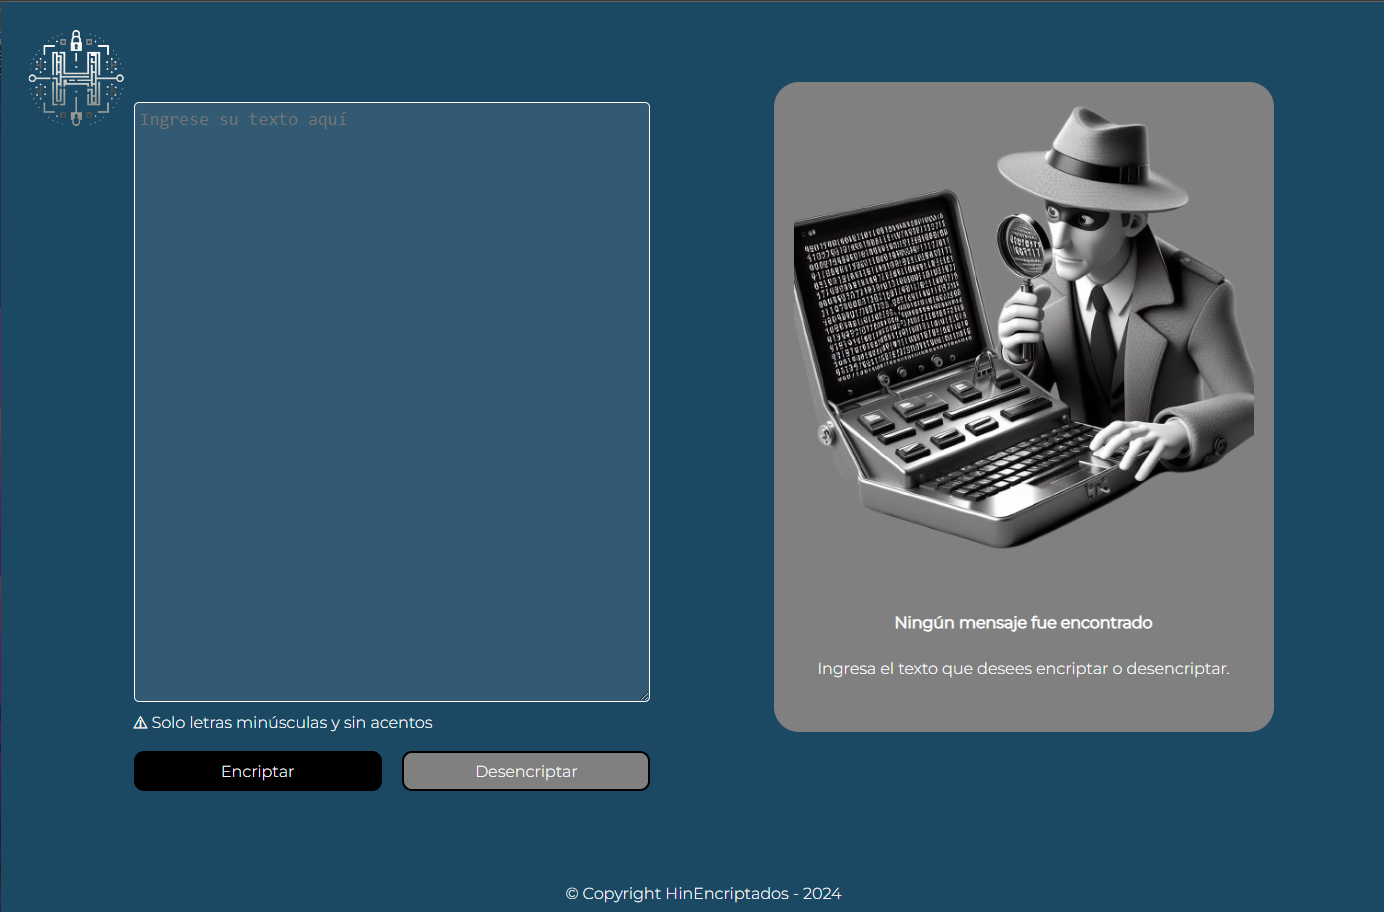 Ingrese su texto aquí
⚠ Solo letras minúsculas y sin acentos
Encriptar
Desencriptar
Ningún mensaje fue encontrado
Ingresa el texto que desees encriptar o desencriptar.
© Copyright HinEncriptados - 2024